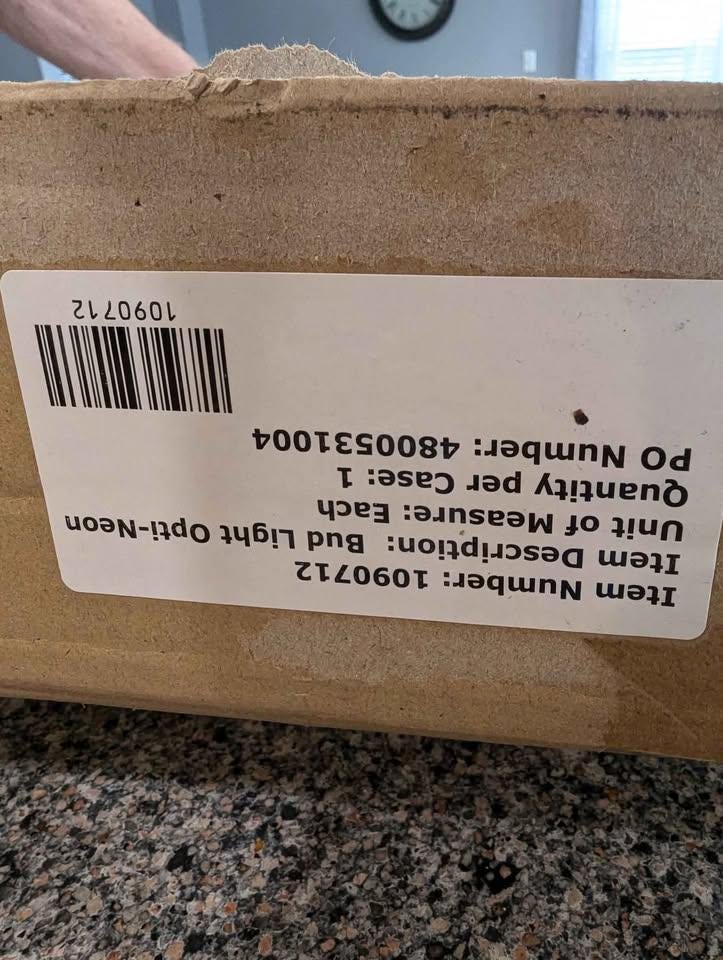 Item Number: 1090712
Item Description: Bud Light Opti-Neon
Unit of Measure: Each
Quantity per Case: 1
PO Number: 4800531004
1090712